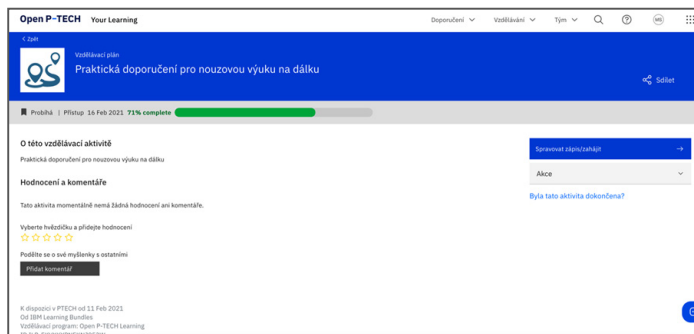 Open P-TECH Your Learning
Doporučení Vzdělávání Tým
< Zpět
Vzdělávací plán
Praktická doporučení pro nouzovou výuku na dálku
Sdílet
Probíhá | Přístup 16 Feb 2021 71% complete
O této vzdělávací aktivitě
Praktická doporučení pro nouzovou výuku na dálku
Spravovat zápis/zahájit
Akce
Byla tato aktivita dokončena?
Hodnocení a komentáře
Tato aktivita momentálně nemá žádná hodnocení ani komentáře.
Vyberte hvězdičku a přidejte hodnocení
Podělte se o své myšlenky s ostatními
Přidat komentář
K dispozici v PTECH od 11 Feb 2021
Od IBM Learning Bundles
Vzdělávací program: Open P-TECH Learning